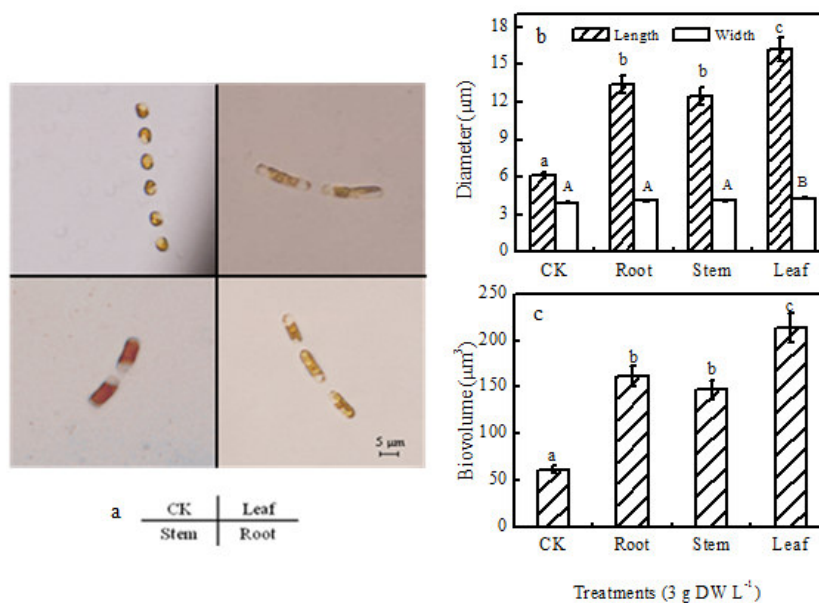 5 µm
a
CK Leaf
Stem Root
b
Length Width
Diameter (µm)
18
15
12
9
6
3
0
a A b A b A c B
CK Root Stem Leaf
c
Biovolume (µm³)
250
200
150
100
50
0
a b b c
CK Root Stem Leaf
Treatments (3 g DW L⁻¹)